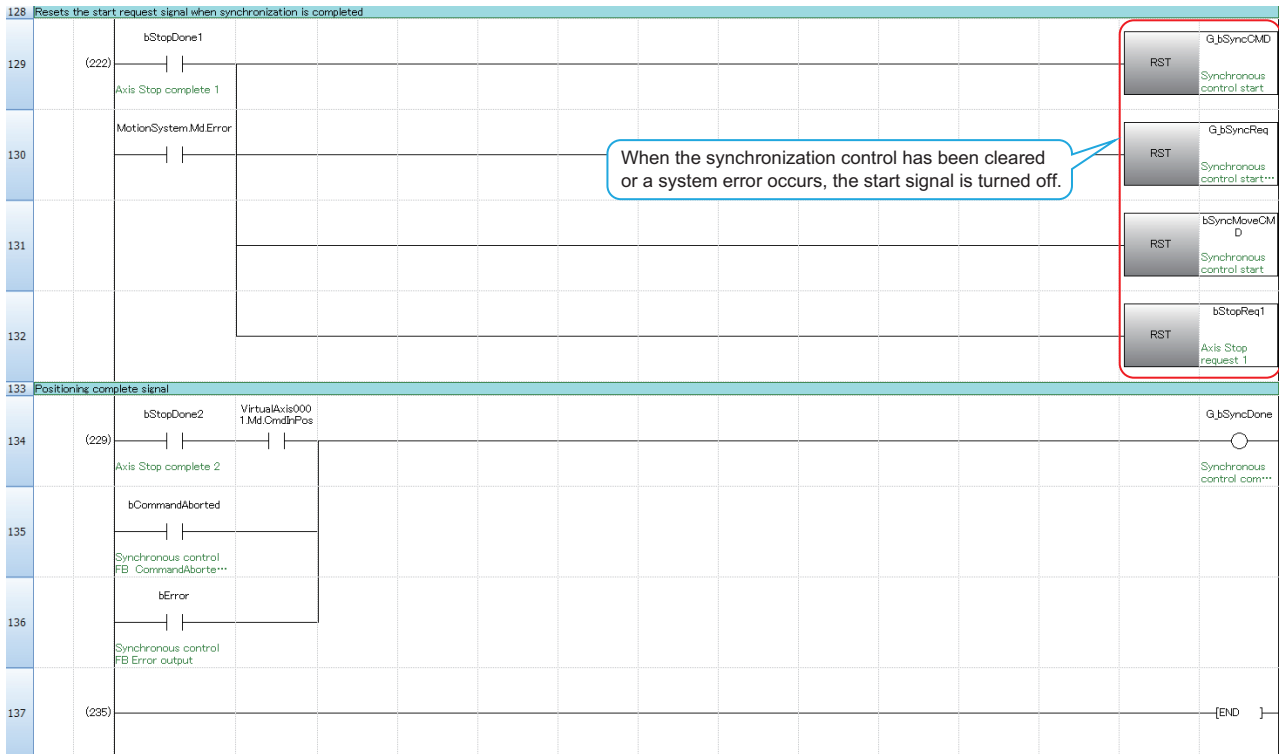 128 Resets the start request signal when synchronization is completed
bStopDone1
G_bSyncCMD
129
(222)
RST
Axis Stop complete 1
Synchronous
control start
MotionSystem.Md.Error
G_bSyncReq
130
RST
When the synchronization control has been cleared
or a system error occurs, the start signal is turned off.
Synchronous
control start…
bSyncMoveCM
D
131
RST
Synchronous
control start
bStopReq1
132
RST
Axis Stop
request 1
133 Positioning complete signal
bStopDone2
VirtualAxis000
1.Md.CmdInPos
G_bSyncDone
134
(229)
Axis Stop complete 2
Synchronous
control com…
bCommandAborted
135
Synchronous control
FB CommandAborte…
bError
136
Synchronous control
FB Error output
137
(235)
[END ]